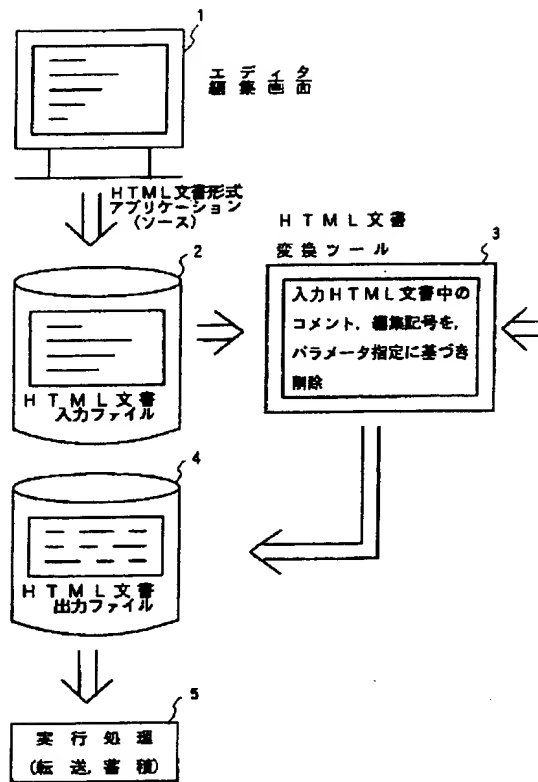 1
エディタ
編集画面
HTML文書形式
アプリケーション
(ソース)
2
HTML文書
入力ファイル
HTML文書
変換ツール
3
入力HTML文書中の
コメント,編集記号を,
パラメータ指定に基づき
削除
4
HTML文書
出力ファイル
5
実行処理
(転送,蓄積)